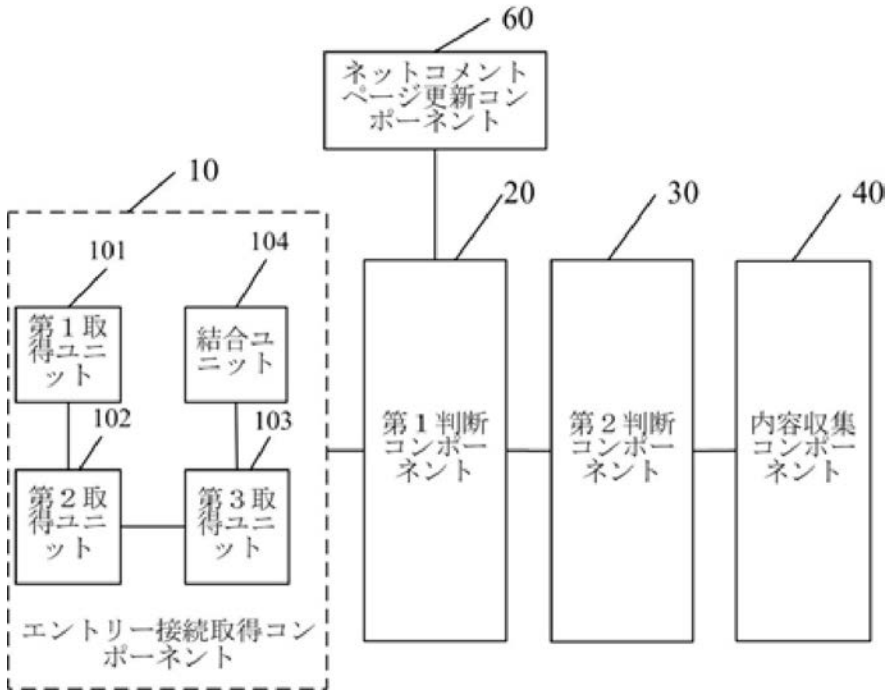 60
ネットコメント
ページ更新コン
ポーネント
10
20
30
40
101
104
第１取
得ユニ
ット
結合ユ
ニット
102
103
第２取
得ユニ
ット
第３取
得ユニ
ット
エントリー接続取得コン
ポーネント
第１判断
コンポー
ネント
第２判断
コンポー
ネント
内容収集
コンポー
ネント